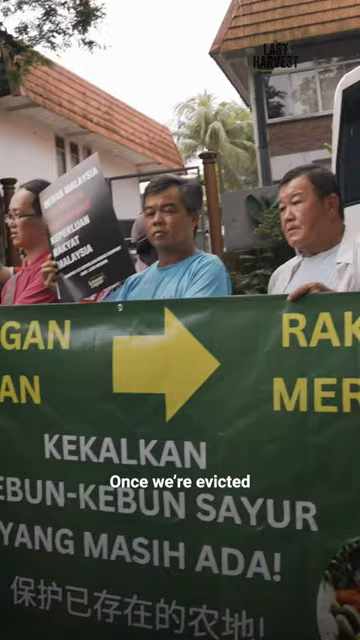 LAST
HARVEST
BEBAS MALAYSIA
KEPERLUAN
RAKYAT
MALAYSIA
GAN
AN
RAK
MER
KEKALKAN
EBUN-KEBUN SAYUR
YANG MASIH ADA!
Once we're evicted
保护已存在的农地!